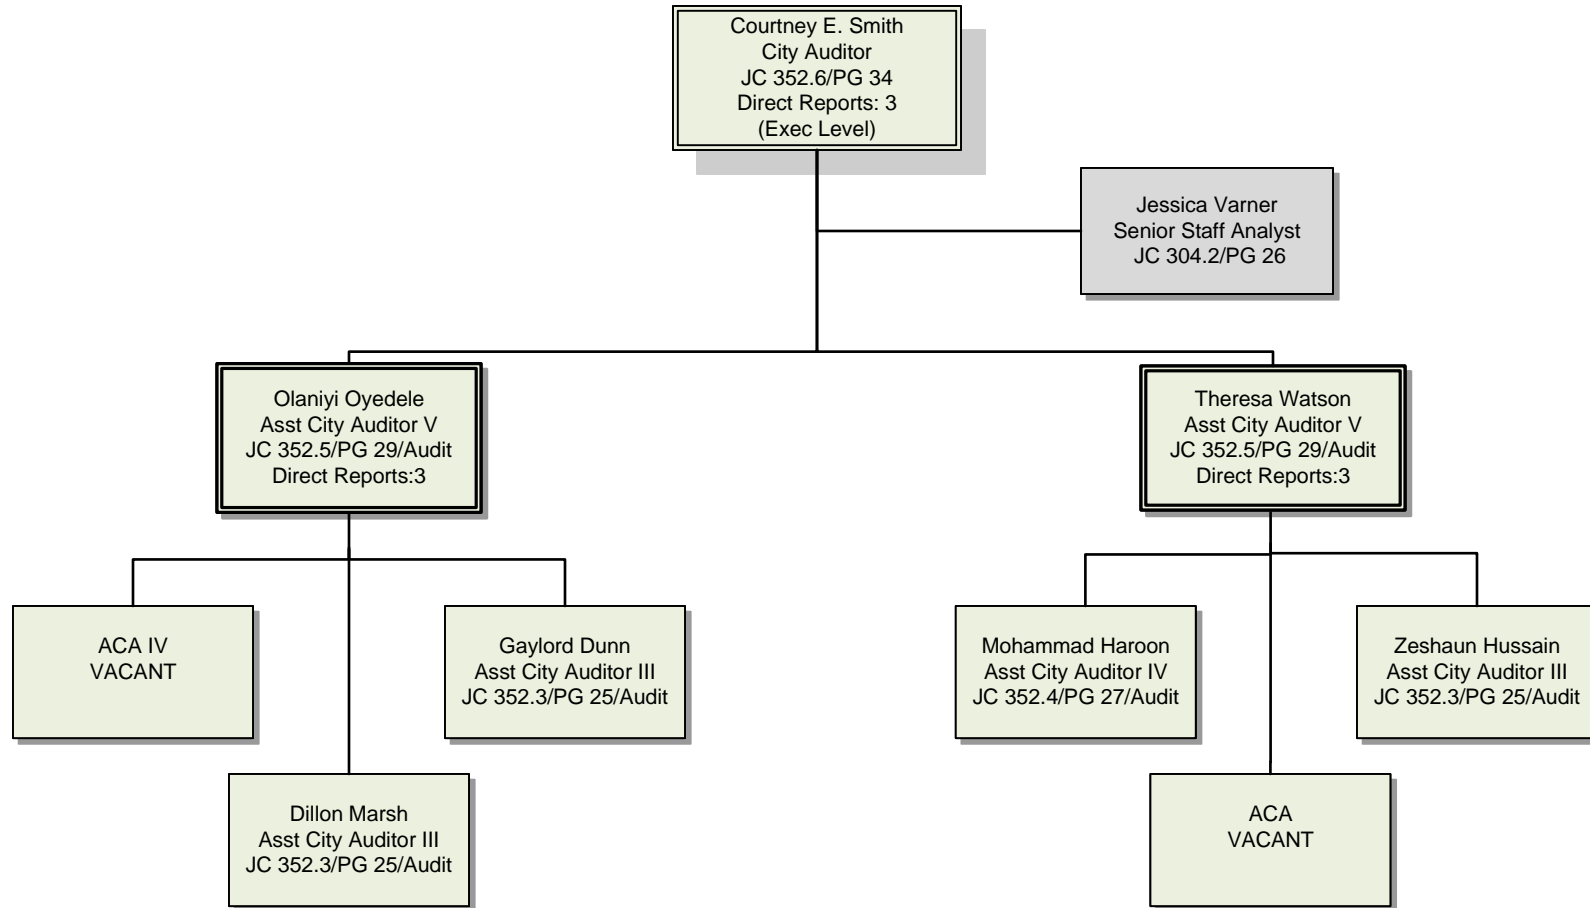 Courtney E. Smith
City Auditor
JC 352.6/PG 34
Direct Reports: 3
(Exec Level)
Jessica Varner
Senior Staff Analyst
JC 304.2/PG 26
Olaniyi Oyedele
Asst City Auditor V
JC 352.5/PG 29/Audit
Direct Reports:3
Theresa Watson
Asst City Auditor V
JC 352.5/PG 29/Audit
Direct Reports:3
ACA IV
VACANT
Gaylord Dunn
Asst City Auditor III
JC 352.3/PG 25/Audit
Mohammad Haroon
Asst City Auditor IV
JC 352.4/PG 27/Audit
Zeshaun Hussain
Asst City Auditor III
JC 352.3/PG 25/Audit
Dillon Marsh
Asst City Auditor III
JC 352.3/PG 25/Audit
ACA
VACANT